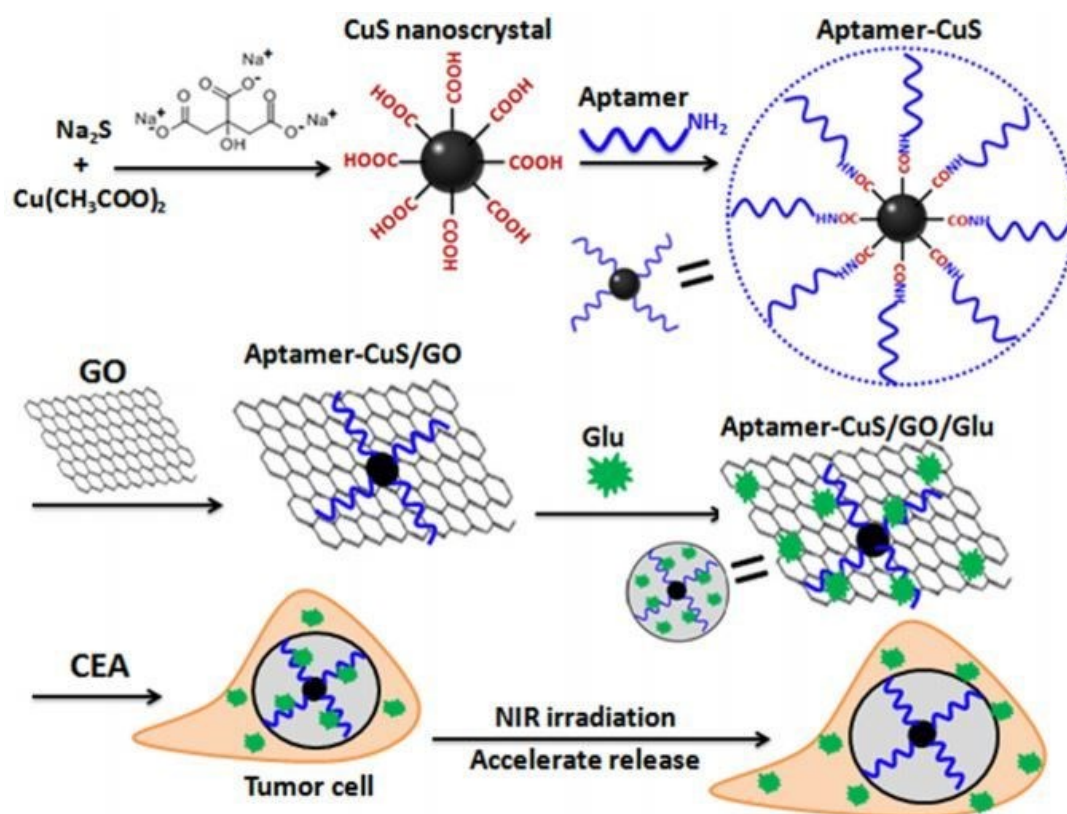 CuS nanoscrystal
Aptamer-CuS
Na₂S
+
Cu(CH₃COO)₂
Na⁺
O
O⁻
O
O
Na⁺
⁻O
OH
O⁻
Na⁺
COOH
HOOC
COOH
HOOC
COOH
HOOC
COOH
COOH
Aptamer
NH₂
=
CONH
HNOC
CONH
HNOC
CONH
HNOC
CONH
CONH
GO
Aptamer-CuS/GO
Glu
Aptamer-CuS/GO/Glu
=
CEA
Tumor cell
NIR irradiation
Accelerate release